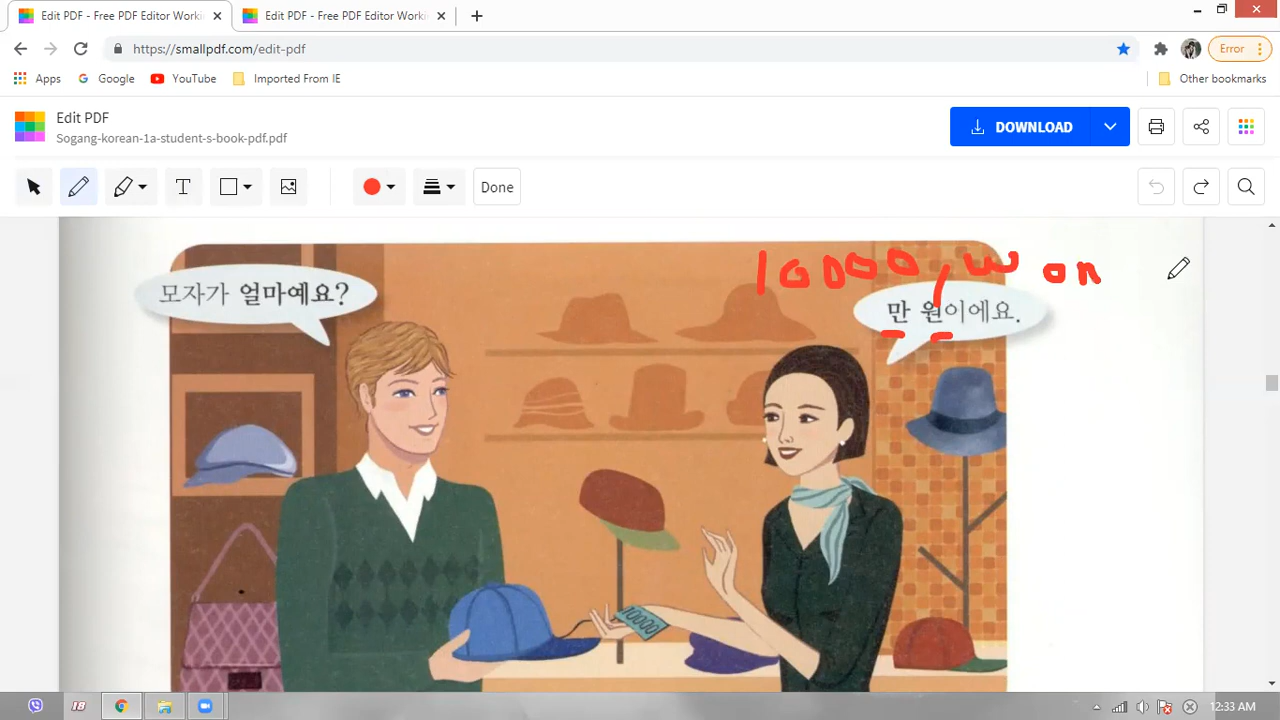 Edit PDF - Free PDF Editor Worki
Edit PDF - Free PDF Editor Worki
https://smallpdf.com/edit-pdf
Error
Apps
Google
YouTube
Imported From IE
Other bookmarks
Edit PDF
Sogang-korean-1a-student-s-book-pdf.pdf
DOWNLOAD
T
Done
10000, won
모자가 얼마예요?
만 원이에요.
10000
18
12:33 AM